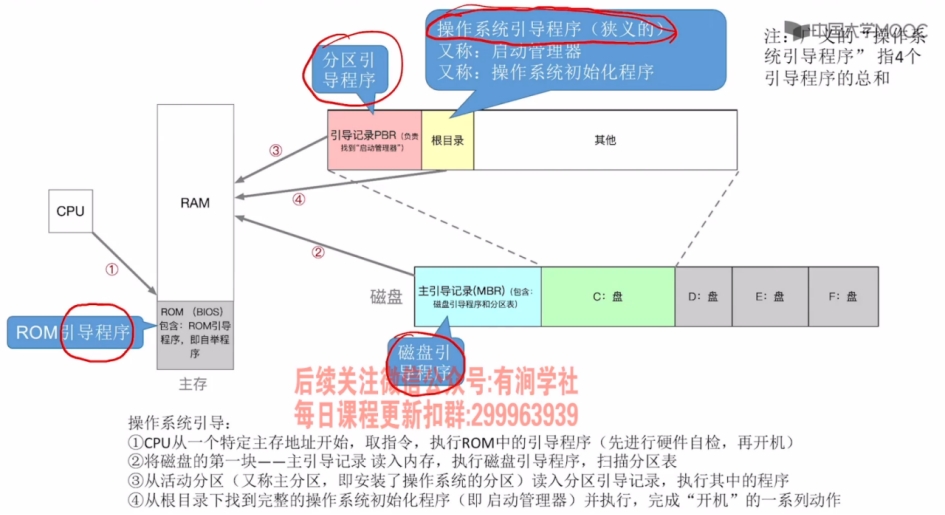 操作系统引导程序（狭义的）
又称：启动管理器
又称：操作系统初始化程序
中国大学MOOC
注：广义的“操作系
统引导程序” 指4个
引导程序的总和
分区引
导程序
引导记录PBR（负责
找到“启动管理器”）
根目录
其他
③
④
②
①
RAM
CPU
磁盘
主引导记录(MBR)（包含：
磁盘引导程序和分区表）
C：盘
D：盘
E：盘
F：盘
ROM （BIOS）
包含：ROM引导
程序，即自举程
序
ROM引导程序
主存
磁盘引
导程序
后续关注微信公众号:有涧学社
每日课程更新扣群:299963939
操作系统引导：
①CPU从一个特定主存地址开始，取指令，执行ROM中的引导程序（先进行硬件自检，再开机）
②将磁盘的第一块——主引导记录 读入内存，执行磁盘引导程序，扫描分区表
③从活动分区（又称主分区，即安装了操作系统的分区）读入分区引导记录，执行其中的程序
④从根目录下找到完整的操作系统初始化程序（即 启动管理器）并执行，完成“开机”的一系列动作